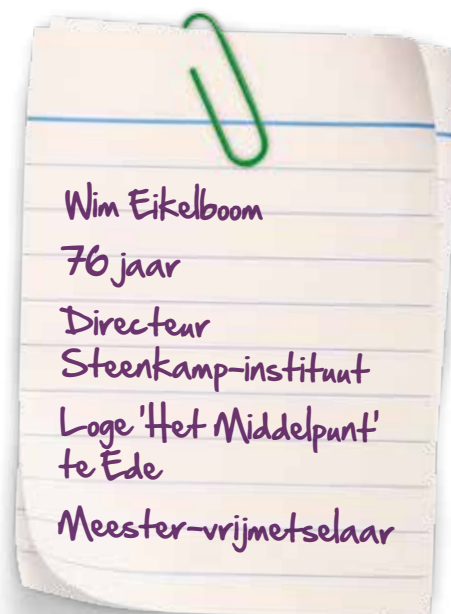 Wim Eikelboom
76 jaar
Directeur
Steenkamp-instituut
Loge 'Het Middelpunt'
te Ede
Meester-vrijmetselaar